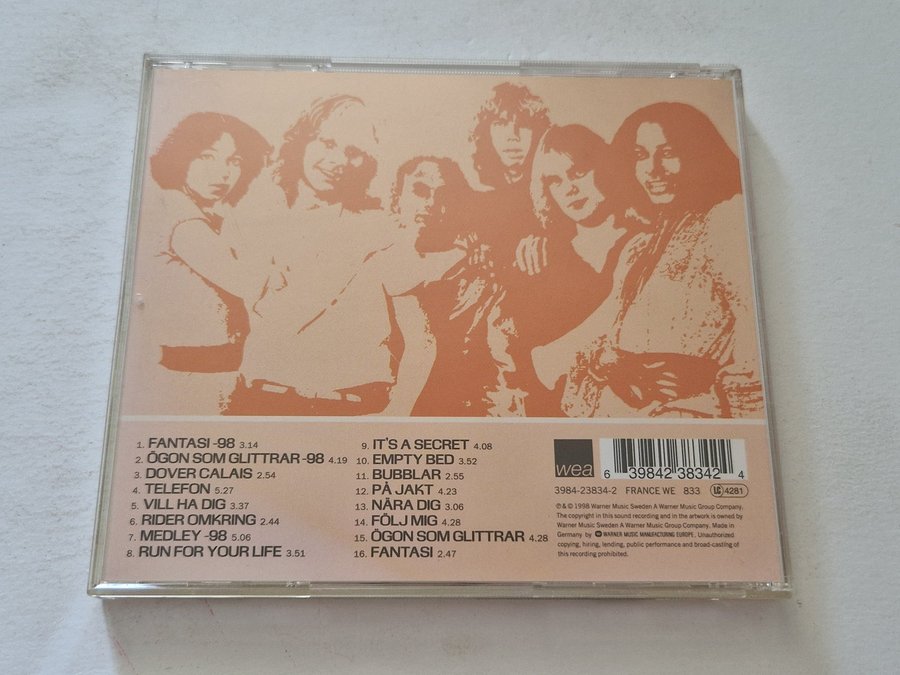 1. FANTASI -98 3.14
2. ÖGON SOM GLITTRAR -98 4.19
3. DOVER CALAIS 2.54
4. TELEFON 5.27
5. VILL HA DIG 3.37
6. RIDER OMKRING 2.44
7. MEDLEY -98 5.06
8. RUN FOR YOUR LIFE 3.51
9. IT'S A SECRET 4.08
10. EMPTY BED 3.52
11. BUBBLAR 2.55
12. PÅ JAKT 4.23
13. NÄRA DIG 3.06
14. FÖLJ MIG 4.28
15. ÖGON SOM GLITTRAR 4.28
16. FANTASI 2.47
wea
6 39842 38342 4
3984-23834-2 FRANCE WE 833 LC 4281
℗ & © 1998 Warner Music Sweden A Warner Music Group Company.
The copyright in this sound recording and in the artwork is owned by
Warner Music Sweden A Warner Music Group Company. Made in
Germany by WARNER MUSIC MANUFACTURING EUROPE. Unauthorized
copying, hiring, lending, public performance and broad-casting of
this recording prohibited.